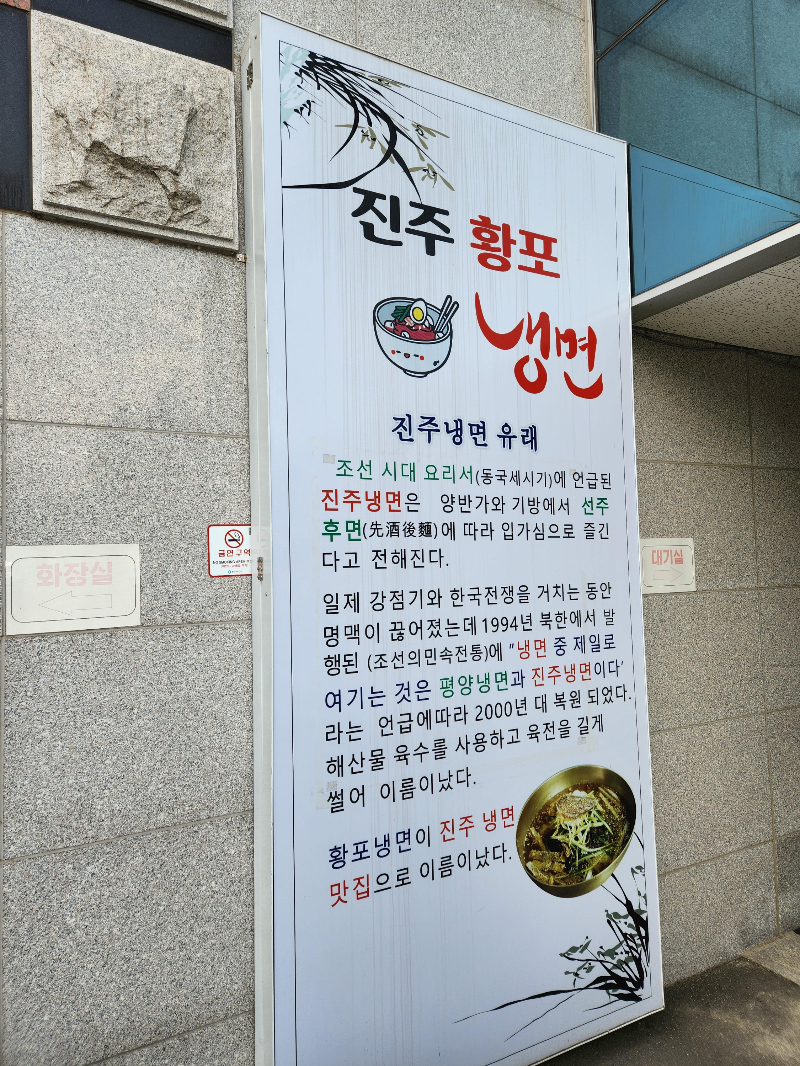 진주 황포
냉면
진주냉면 유래
조선 시대 요리서(동국세시기)에 언급된
진주냉면은 양반가와 기방에서 선주
후면(先酒後麵)에 따라 입가심으로 즐긴
다고 전해진다.
일제 강점기와 한국전쟁을 거치는 동안
명맥이 끊어졌는데 1994년 북한에서 발
행된 (조선의민속전통)에 "냉면 중 제일로
여기는 것은 평양냉면과 진주냉면이다'
라는 언급에따라 2000년 대 복원 되었다.
해산물 육수를 사용하고 육전을 길게
썰어 이름이났다.
황포냉면이 진주 냉면
맛집으로 이름이났다.
화장실
금연구역
대기실